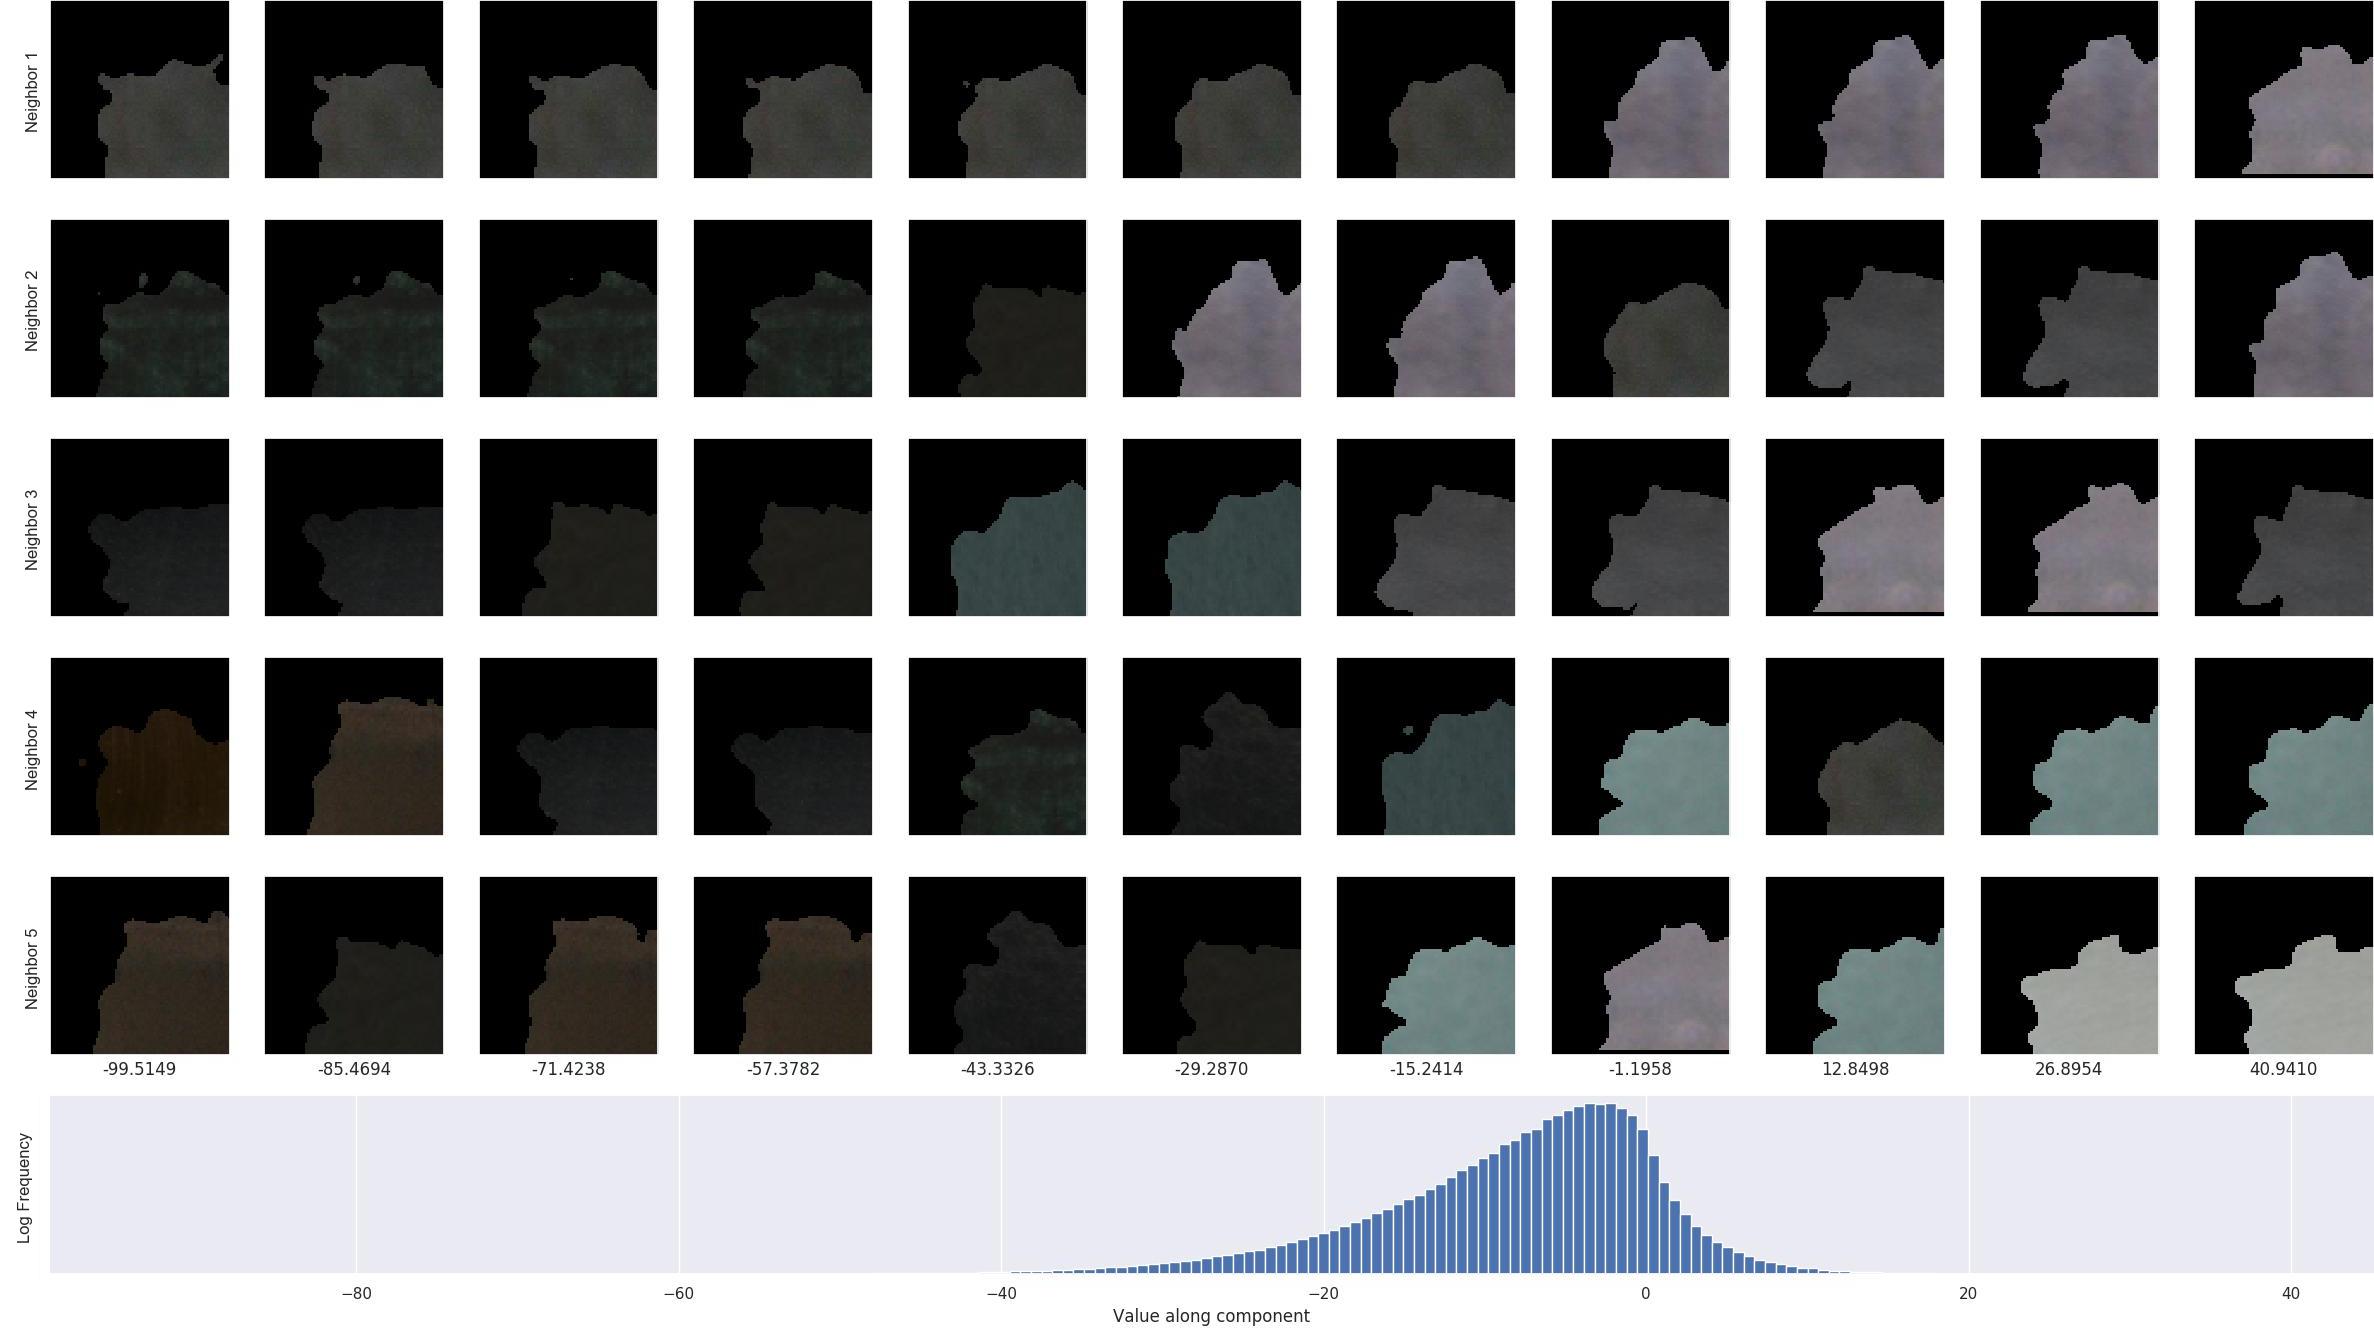 Neighbor 1
Neighbor 2
Neighbor 3
Neighbor 4
Neighbor 5
-99.5149 -85.4694 -71.4238 -57.3782 -43.3326 -29.2870 -15.2414 -1.1958 12.8498 26.8954 40.9410
Log Frequency
−80 −60 −40 −20 0 20 40
Value along component